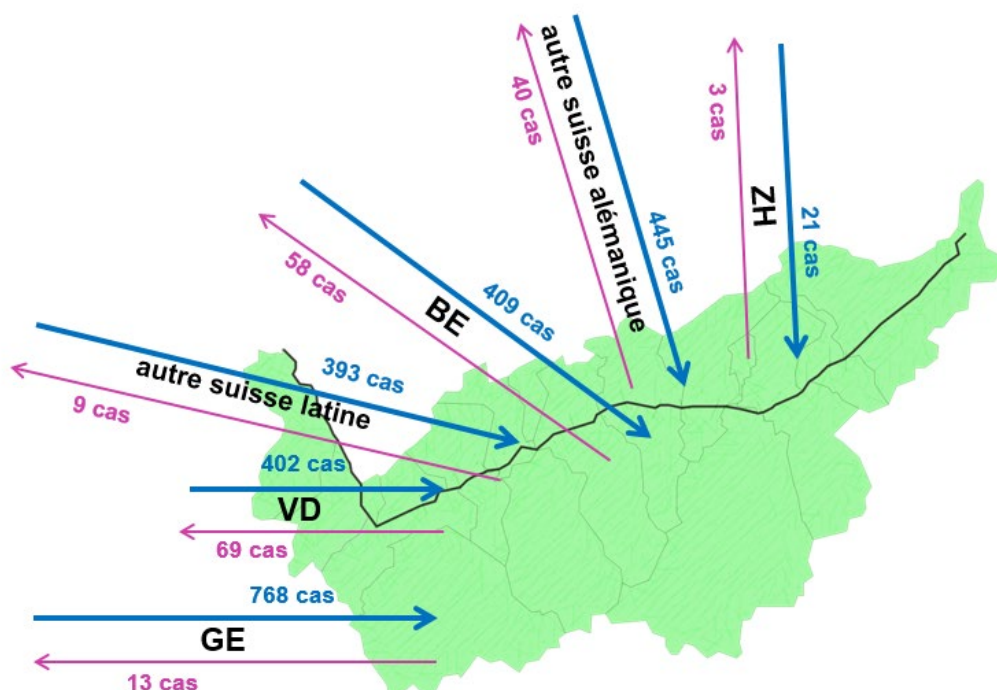 autre suisse alémanique
40 cas
445 cas
3 cas
ZH
21 cas
58 cas
BE
409 cas
393 cas
autre suisse latine
9 cas
402 cas
VD
69 cas
768 cas
GE
13 cas